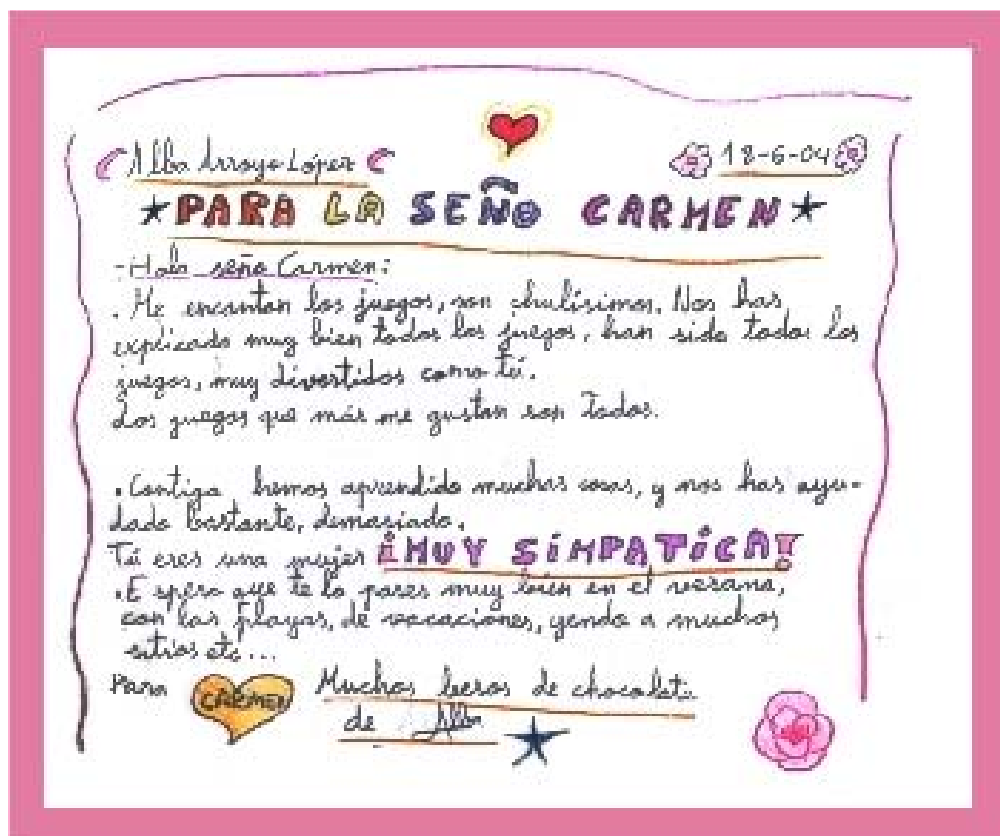 Alba Arroyo López 18-6-04
PARA LA SEÑO CARMEN
-Hola seño Carmen:
. Me encantan los juegos, son chulísimos. Nos has
explicado muy bien todos los juegos, han sido todos los
juegos, muy divertidos como tú.
Los juegos que más me gustan son Todos.
. Contigo hemos aprendido muchas cosas, y nos has ayu-
dado bastante, demasiado.
Tú eres una mujer ¡MUY SIMPATICA!
. Espero que te lo pases muy bien en el verano,
con las playas, de vacaciones, yendo a muchos
sitios etc...
Para CARMEN Muchos besos de chocolate
de Alba